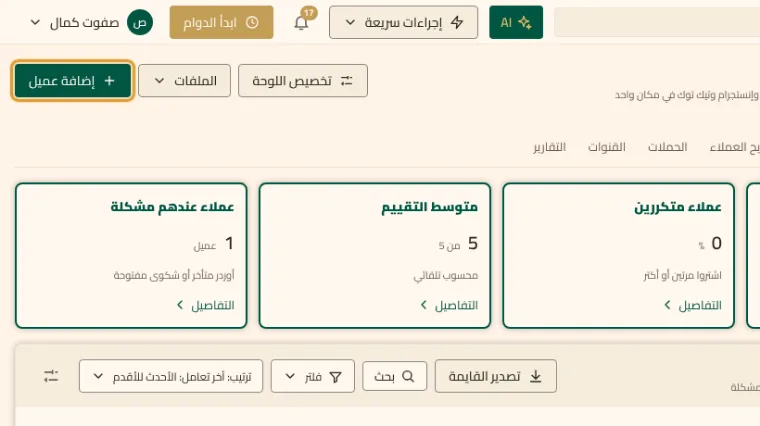 AI
إجراءات سريعة
17
ابدأ الدوام
ص
صفوت كمال
وإنستجرام وتيك توك في مكان واحد
تخصيص اللوحة
الملفات
إضافة عميل
العملاء
الحملات
القنوات
التقارير
عملاء متكررين
0 %
اشتروا مرتين أو أكثر
التفاصيل
متوسط التقييم
5 من 5
محسوب تلقائي
التفاصيل
عملاء عندهم مشكلة
1 عميل
أوردر متأخر أو شكوى مفتوحة
التفاصيل
مشكلة
تصدير القايمة
بحث
فلتر
ترتيب: آخر تعامل: الأحدث للأقدم